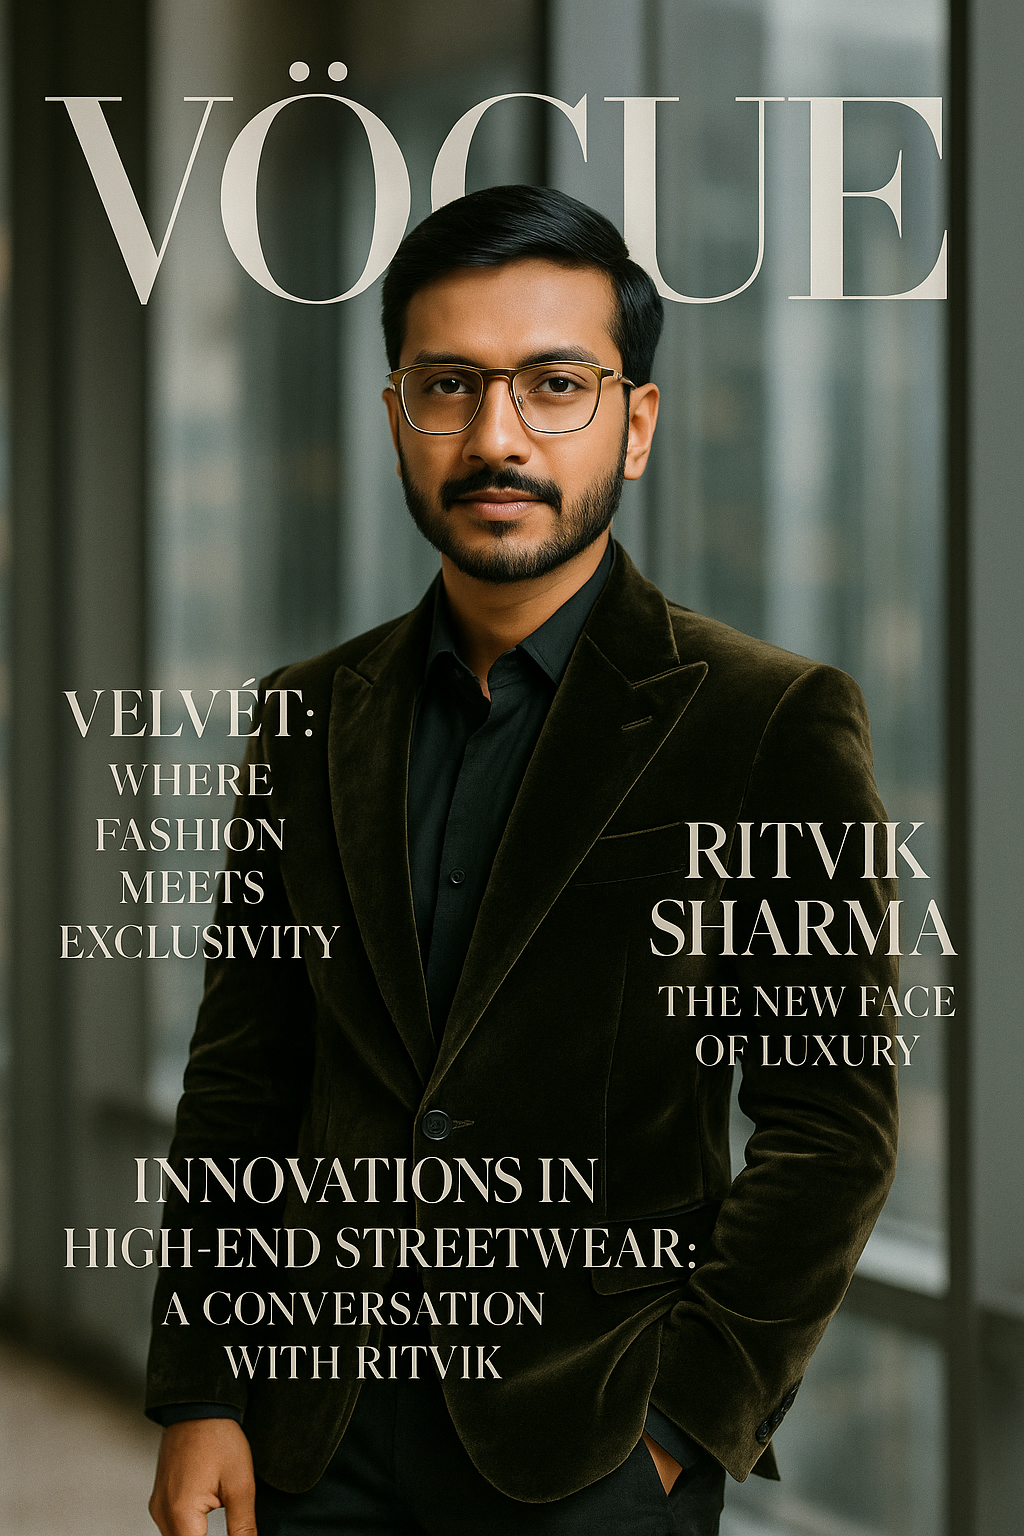 VÖGUE
VELVÉT:
WHERE
FASHION
MEETS
EXCLUSIVITY
RITVIK
SHARMA
THE NEW FACE
OF LUXURY
INNOVATIONS IN
HIGH-END STREETWEAR:
A CONVERSATION
WITH RITVIK